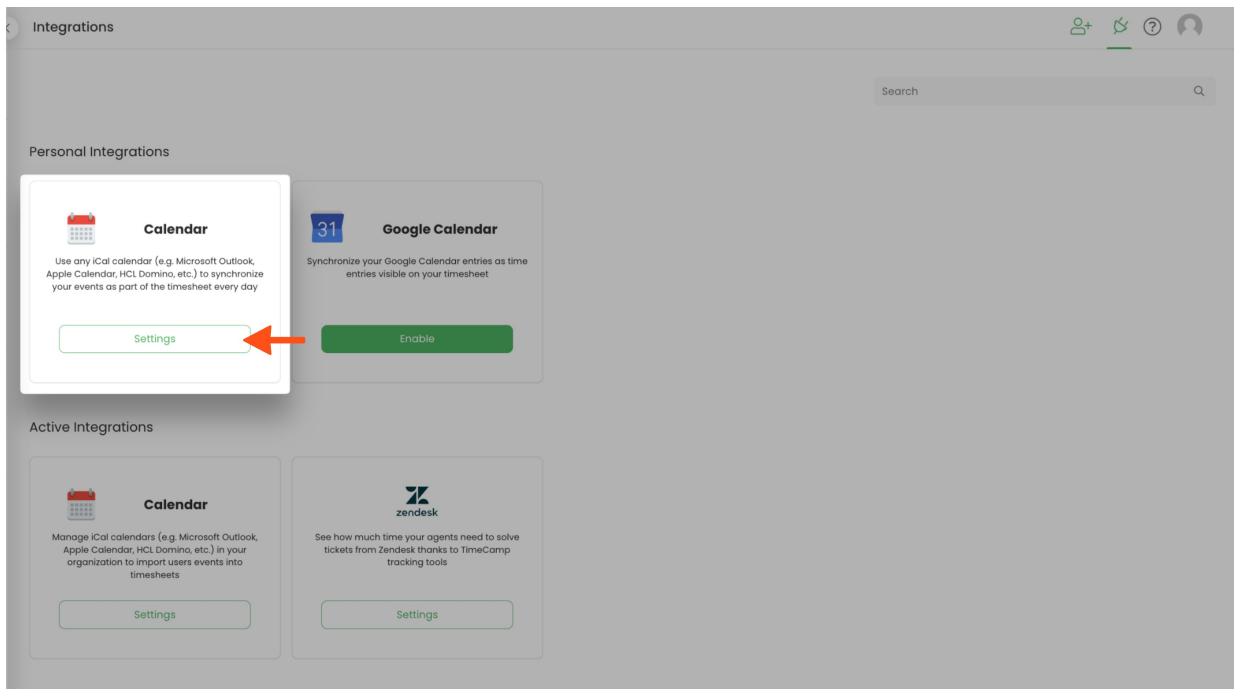 Integrations
Search
Personal Integrations
Calendar
Use any iCal calendar (e.g. Microsoft Outlook,
Apple Calendar, HCL Domino, etc.) to synchronize
your events as part of the timesheet every day
Settings
31
Google Calendar
Synchronize your Google Calendar entries as time
entries visible on your timesheet
Enable
Active Integrations
Calendar
Manage iCal calendars (e.g. Microsoft Outlook,
Apple Calendar, HCL Domino, etc.) in your
organization to import users events into
timesheets
Settings
zendesk
See how much time your agents need to solve
tickets from Zendesk thanks to TimeCamp
tracking tools
Settings